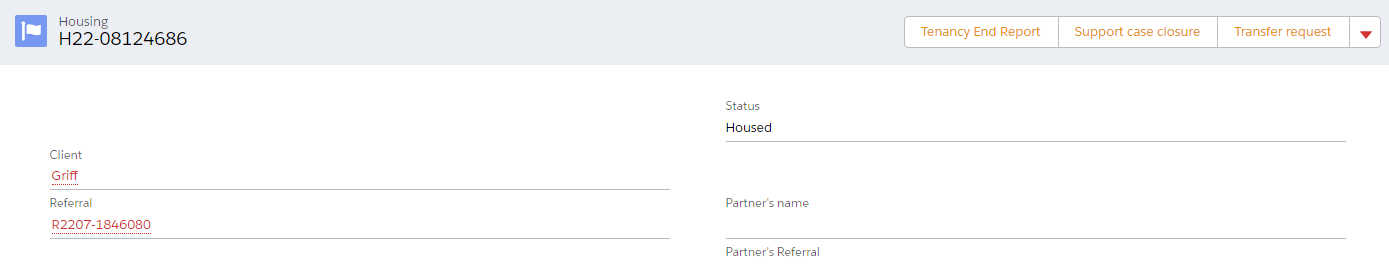 Housing
H22-08124686
Tenancy End Report
Support case closure
Transfer request
Status
Housed
Client
Griff
Referral
R2207-1846080
Partner's name
Partner's Referral